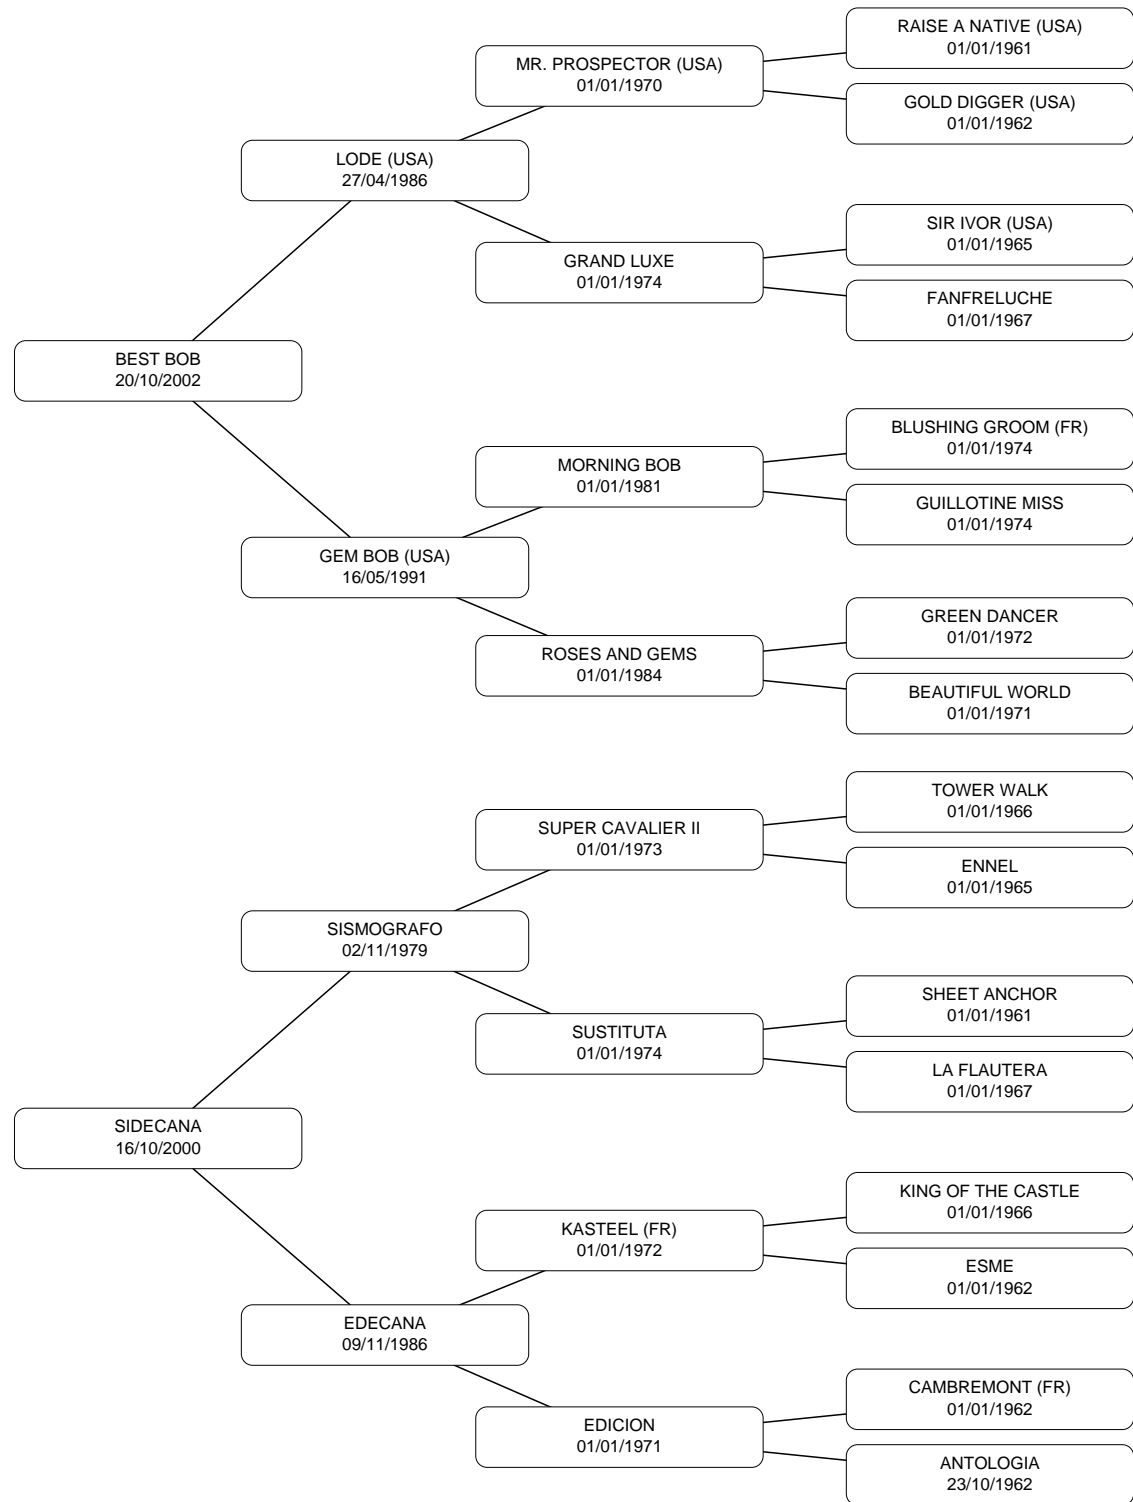 RAISE A NATIVE (USA)
01/01/1961
MR. PROSPECTOR (USA)
01/01/1970
GOLD DIGGER (USA)
01/01/1962
LODE (USA)
27/04/1986
SIR IVOR (USA)
01/01/1965
GRAND LUXE
01/01/1974
FANFRELUCHE
01/01/1967
BEST BOB
20/10/2002
BLUSHING GROOM (FR)
01/01/1974
MORNING BOB
01/01/1981
GUILLOTINE MISS
01/01/1974
GEM BOB (USA)
16/05/1991
GREEN DANCER
01/01/1972
ROSES AND GEMS
01/01/1984
BEAUTIFUL WORLD
01/01/1971
TOWER WALK
01/01/1966
SUPER CAVALIER II
01/01/1973
ENNEL
01/01/1965
SISMOGRAFO
02/11/1979
SHEET ANCHOR
01/01/1961
SUSTITUTA
01/01/1974
LA FLAUTERA
01/01/1967
SIDECANA
16/10/2000
KING OF THE CASTLE
01/01/1966
KASTEEL (FR)
01/01/1972
ESME
01/01/1962
EDECANA
09/11/1986
CAMBREMONT (FR)
01/01/1962
EDICION
01/01/1971
ANTOLOGIA
23/10/1962